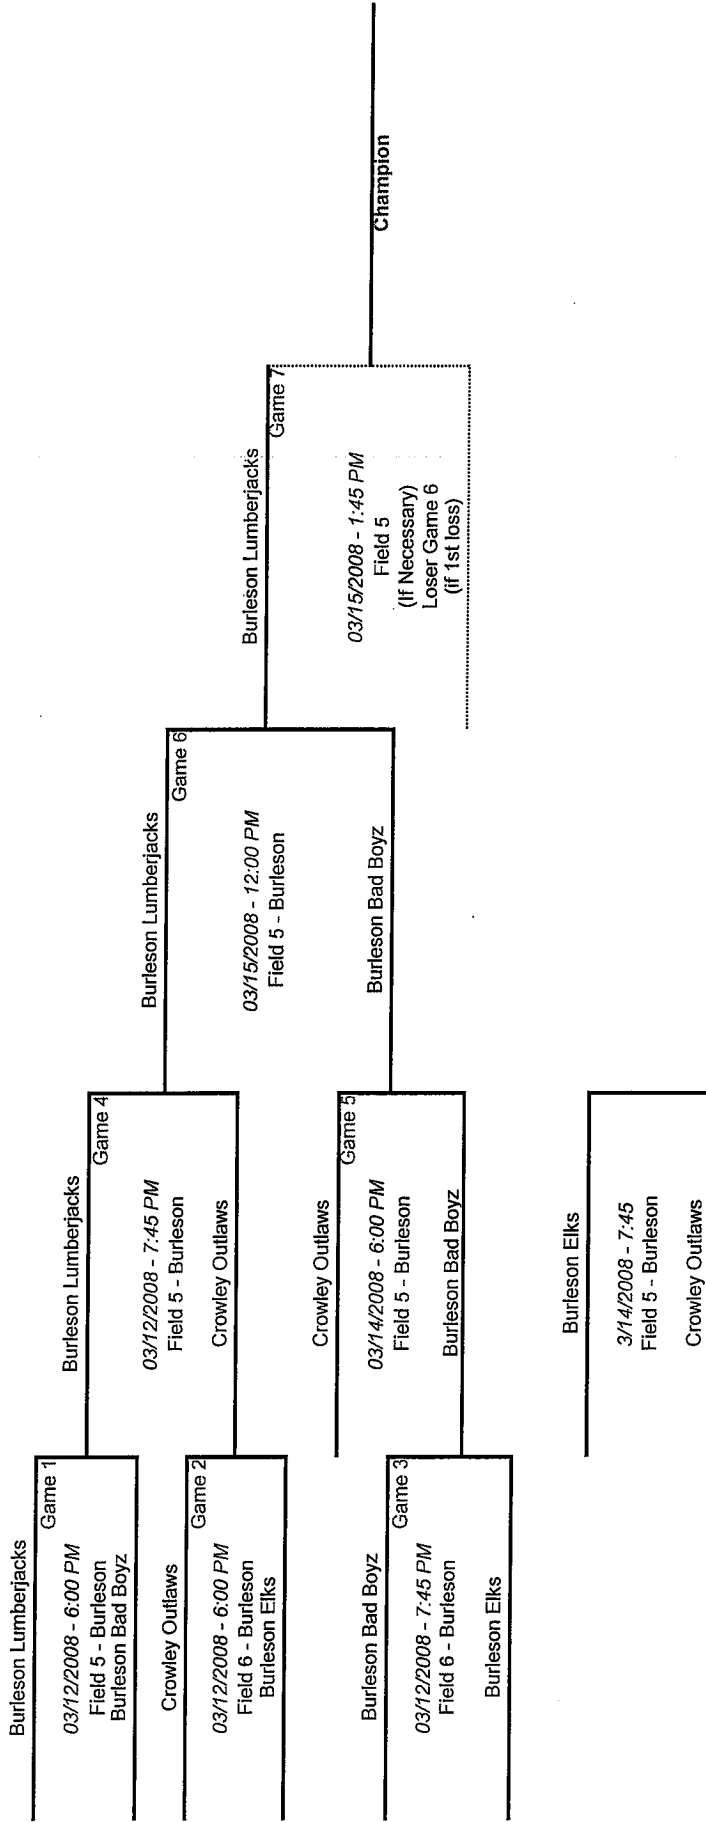 Burleson Lumberjacks
Game 1
03/12/2008 - 6:00 PM
Field 5 - Burleson
Burleson Bad Boyz
Crowley Outlaws
Game 2
03/12/2008 - 6:00 PM
Field 6 - Burleson
Burleson Elks
Burleson Bad Boyz
Game 3
03/12/2008 - 7:45 PM
Field 6 - Burleson
Burleson Elks
Burleson Lumberjacks
Game 4
03/12/2008 - 7:45 PM
Field 5 - Burleson
Crowley Outlaws
Crowley Outlaws
Game 5
03/14/2008 - 6:00 PM
Field 5 - Burleson
Burleson Bad Boyz
Burleson Elks
3/14/2008 - 7:45
Field 5 - Burleson
Crowley Outlaws
Burleson Lumberjacks
Game 6
03/15/2008 - 12:00 PM
Field 5 - Burleson
Burleson Bad Boyz
Burleson Lumberjacks
Game 7
03/15/2008 - 1:45 PM
Field 5
(If Necessary)
Loser Game 6
(if 1st loss)
Champion